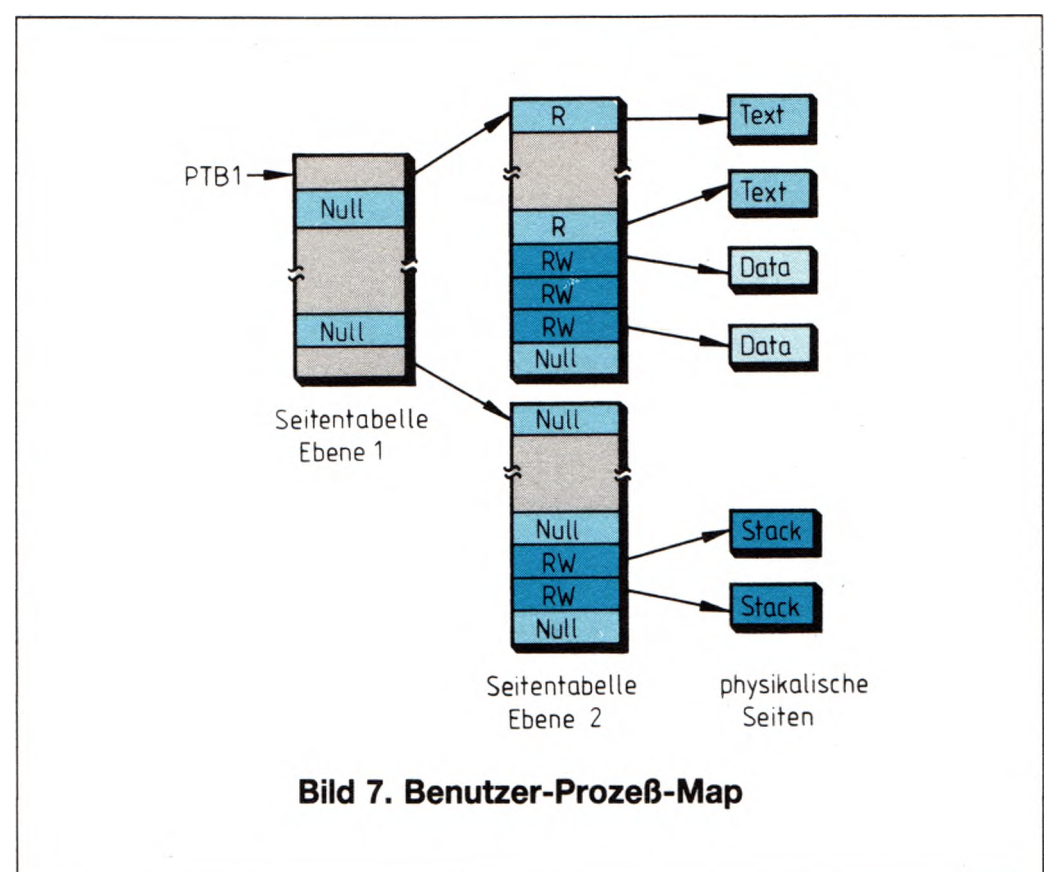 PTB1
Null
Null
Seitentabelle
Ebene 1
R
R
RW
RW
RW
Null
Null
Null
RW
RW
Null
Seitentabelle
Ebene 2
Text
Text
Data
Data
Stack
Stack
physikalische
Seiten
Bild 7. Benutzer-Prozeß-Map